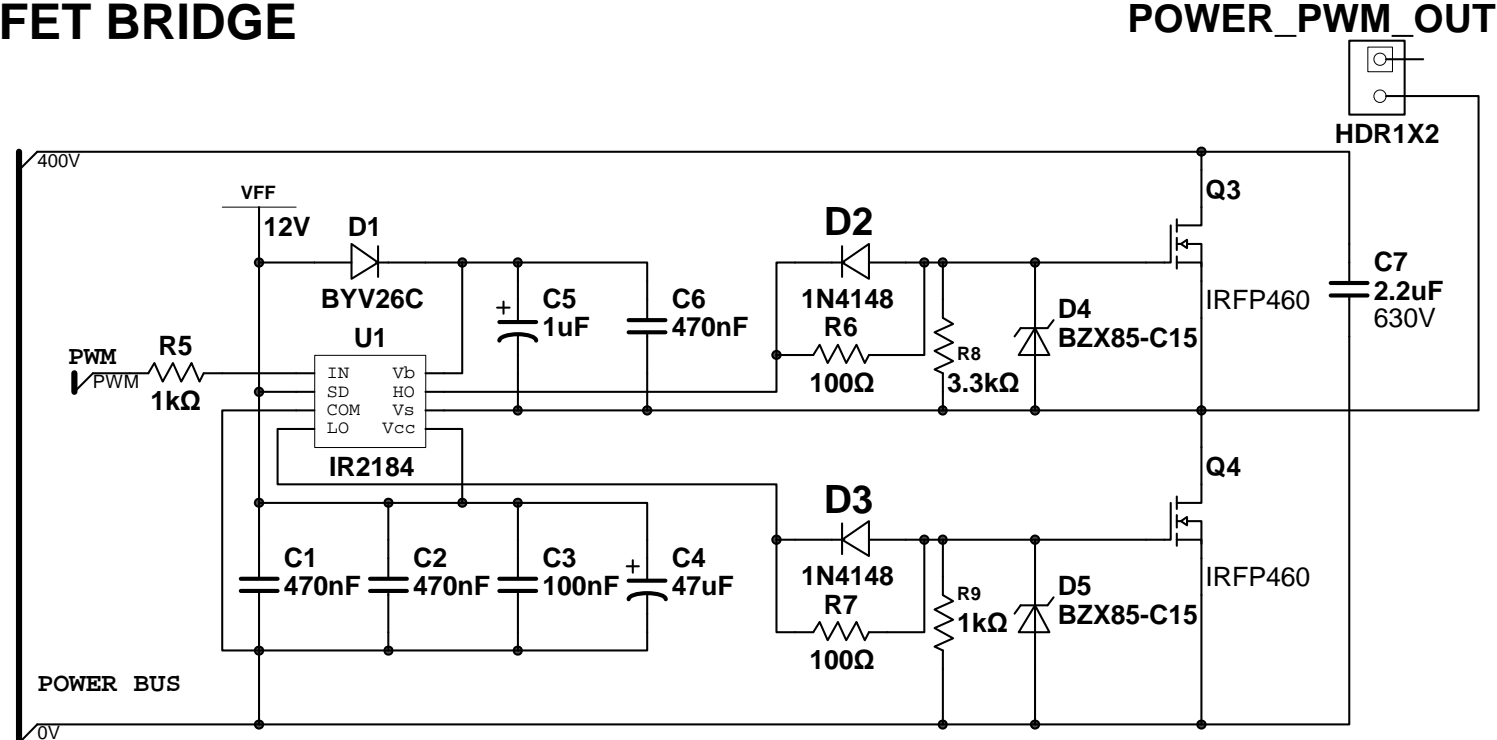 FET BRIDGE
POWER_PWM_OUT
HDR1X2
400V
VFF
12V
D1
BYV26C
D2
1N4148
Q3
IRFP460
C7
2.2uF
630V
C5
+
1uF
C6
470nF
R6
100Ω
R8
3.3kΩ
D4
BZX85-C15
U1
PWM
PWM
R5
1kΩ
IN
SD
COM
LO
Vb
HO
Vs
Vcc
IR2184
Q4
IRFP460
D3
1N4148
R7
100Ω
R9
1kΩ
D5
BZX85-C15
C1
470nF
C2
470nF
C3
100nF
+
C4
47uF
POWER BUS
0V